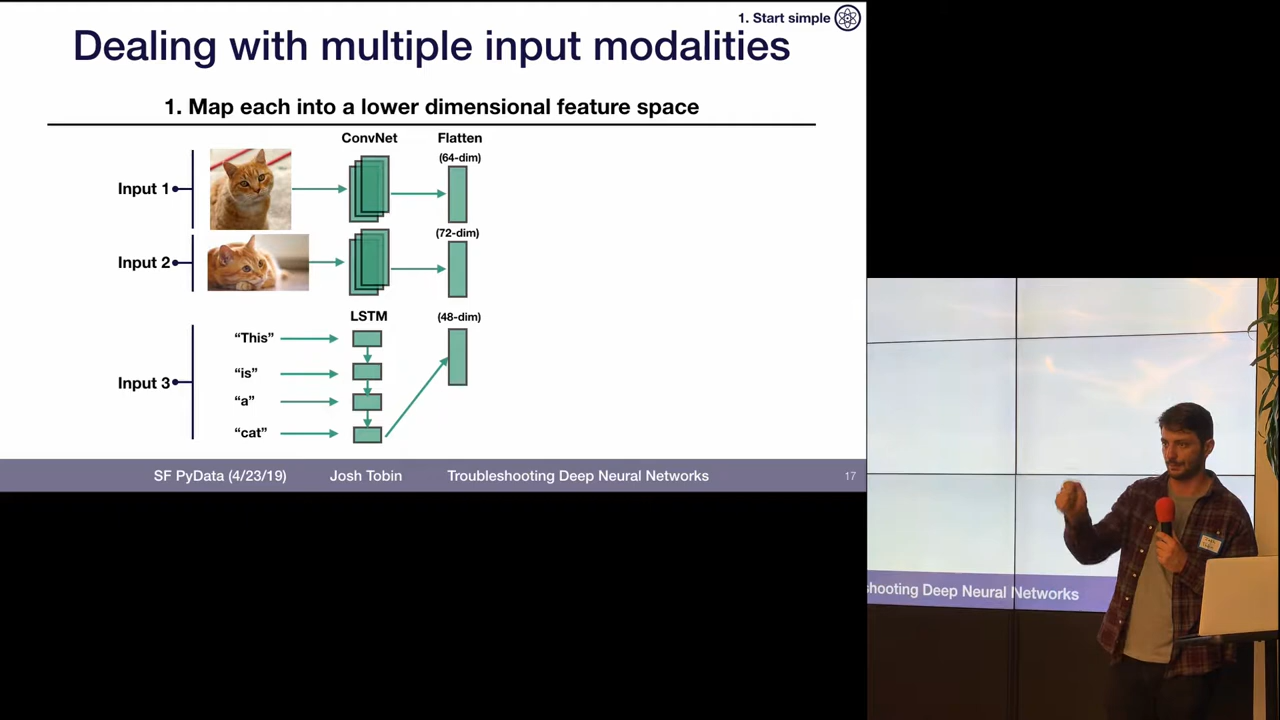 1. Start simple
Dealing with multiple input modalities
1. Map each into a lower dimensional feature space
ConvNet
Flatten
(64-dim)
Input 1
(72-dim)
Input 2
LSTM
(48-dim)
“This”
“is”
Input 3
“a”
“cat”
SF PyData (4/23/19)
Josh Tobin
Troubleshooting Deep Neural Networks
17
shooting Deep Neural Networks